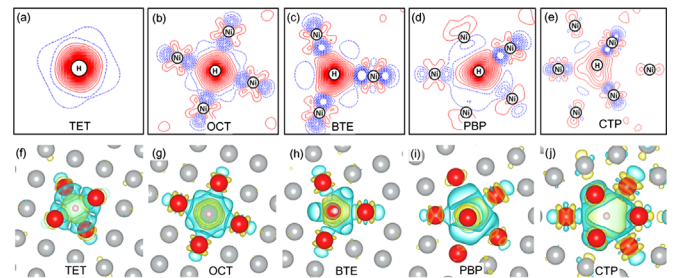 (a)
H
TET
(b)
Ni
Ni
H
Ni
Ni
OCT
(c)
Ni
H
Ni
Ni
BTE
(d)
Ni
Ni
Ni
H
Ni
Ni
PBP
(e)
Ni
Ni
Ni
H
Ni
Ni
Ni
CTP
(f)
TET
(g)
OCT
(h)
BTE
(i)
PBP
(j)
CTP